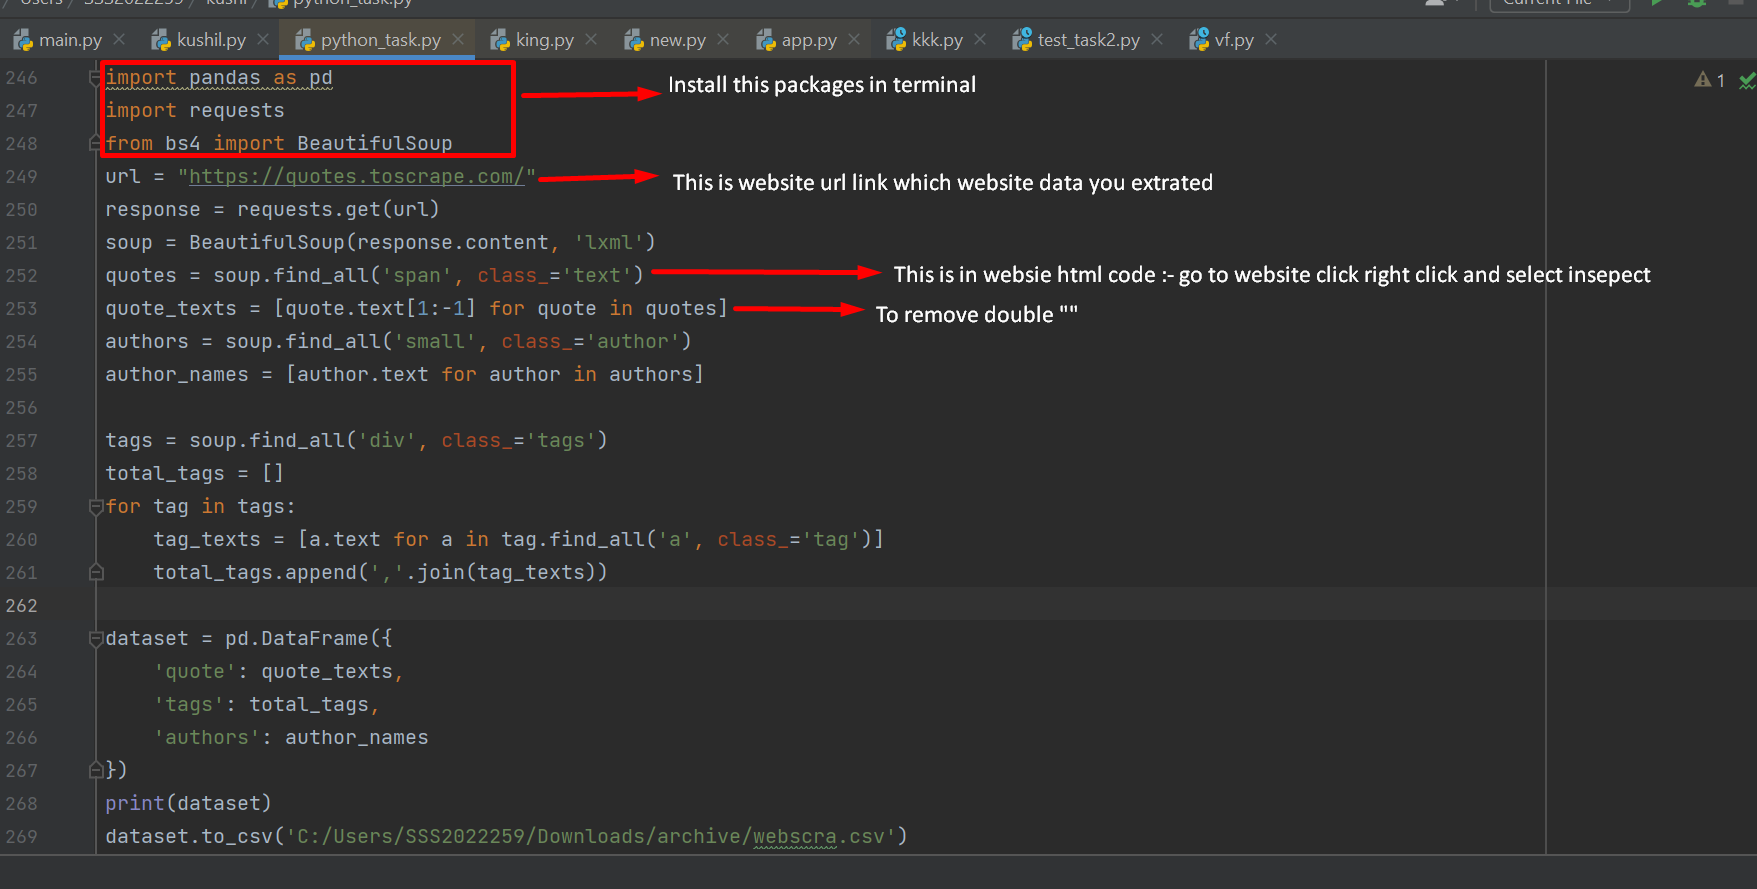 Users SSS2022259 kushi python_task.py Current File
main.py kushil.py python_task.py king.py new.py app.py kkk.py test_task2.py vf.py
246 import pandas as pd
Install this packages in terminal
1
247 import requests
248 from bs4 import BeautifulSoup
249 url = "https://quotes.toscrape.com/"
This is website url link which website data you extrated
250 response = requests.get(url)
251 soup = BeautifulSoup(response.content, 'lxml')
252 quotes = soup.find_all('span', class_='text')
This is in websie html code :- go to website click right click and select insepect
253 quote_texts = [quote.text[1:-1] for quote in quotes]
To remove double ""
254 authors = soup.find_all('small', class_='author')
255 author_names = [author.text for author in authors]
256
257 tags = soup.find_all('div', class_='tags')
258 total_tags = []
259 for tag in tags:
260 tag_texts = [a.text for a in tag.find_all('a', class_='tag')]
261 total_tags.append(','.join(tag_texts))
262
263 dataset = pd.DataFrame({
264 'quote': quote_texts,
265 'tags': total_tags,
266 'authors': author_names
267 })
268 print(dataset)
269 dataset.to_csv('C:/Users/SSS2022259/Downloads/archive/webscra.csv')